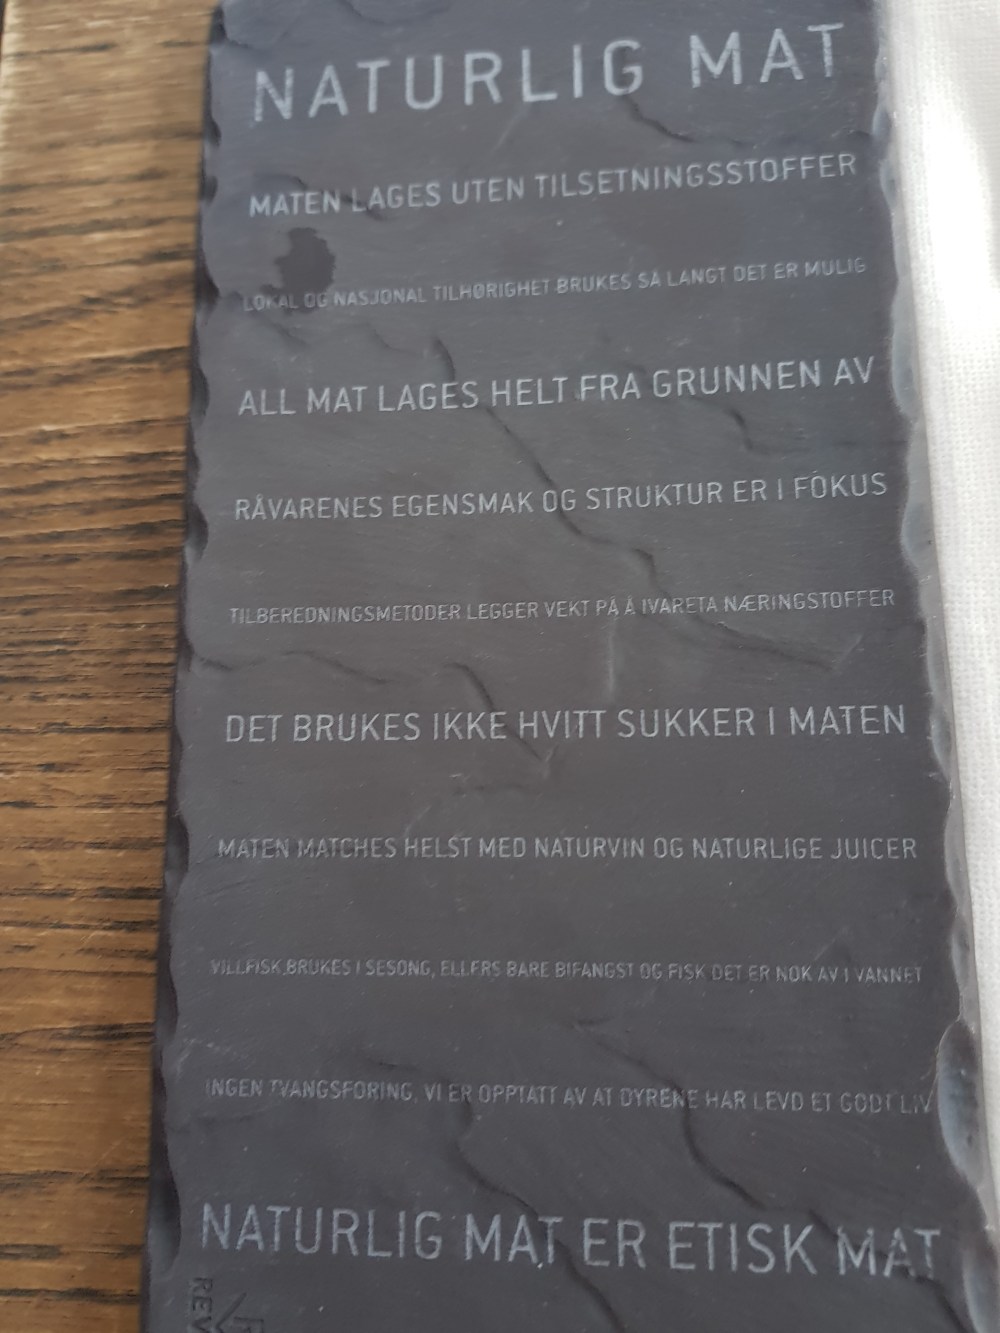 NATURLIG MAT
MATEN LAGES UTEN TILSETNINGSSTOFFER
LOKAL OG NASJONAL TILHØRIGHET BRUKES SÅ LANGT DET ER MULIG
ALL MAT LAGES HELT FRA GRUNNEN AV
RÅVARENES EGENSMAK OG STRUKTUR ER I FOKUS
TILBEREDNINGSMETODER LEGGER VEKT PÅ Å IVARETA NÆRINGSTOFFER
DET BRUKES IKKE HVITT SUKKER I MATEN
MATEN MATCHES HELST MED NATURVIN OG NATURLIGE JUICER
VILLFISK BRUKES I SESONG, ELLERS BARE BIFANGST OG FISK DET ER NOK AV I VANNET
INGEN TVANGSFORING, VI ER OPPTATT AV AT DYRENE HAR LEVD ET GODT LIV
NATURLIG MAT ER ETISK MAT